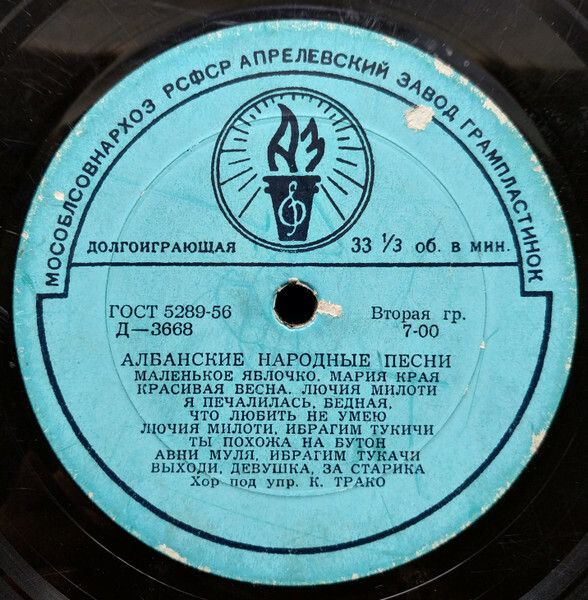 МОСОБЛСОВНАРХОЗ РСФСР АПРЕЛЕВСКИЙ ЗАВОД ГРАМПЛАСТИНОК
АЗ
ДОЛГОИГРАЮЩАЯ 33 1/3 об. в мин.
ГОСТ 5289-56 Вторая гр.
Д—3668 7-00
АЛБАНСКИЕ НАРОДНЫЕ ПЕСНИ
МАЛЕНЬКОЕ ЯБЛОЧКО. МАРИЯ КРАЯ
КРАСИВАЯ ВЕСНА. ЛЮЧИЯ МИЛОТИ
Я ПЕЧАЛИЛАСЬ, БЕДНАЯ,
ЧТО ЛЮБИТЬ НЕ УМЕЮ
ЛЮЧИЯ МИЛОТИ, ИБРАГИМ ТУКИЧИ
ТЫ ПОХОЖА НА БУТОН
АВНИ МУЛЯ, ИБРАГИМ ТУКАЧИ
ВЫХОДИ, ДЕВУШКА, ЗА СТАРИКА
Хор под упр. К. ТРАКО